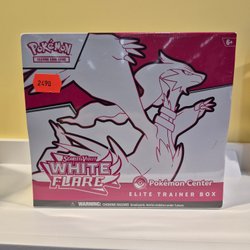 Pokémon
TRADING CARD GAME
6+
2490
SCARLET & VIOLET
WHITE
FLARE
Pokémon Center
ELITE TRAINER BOX
WARNING: